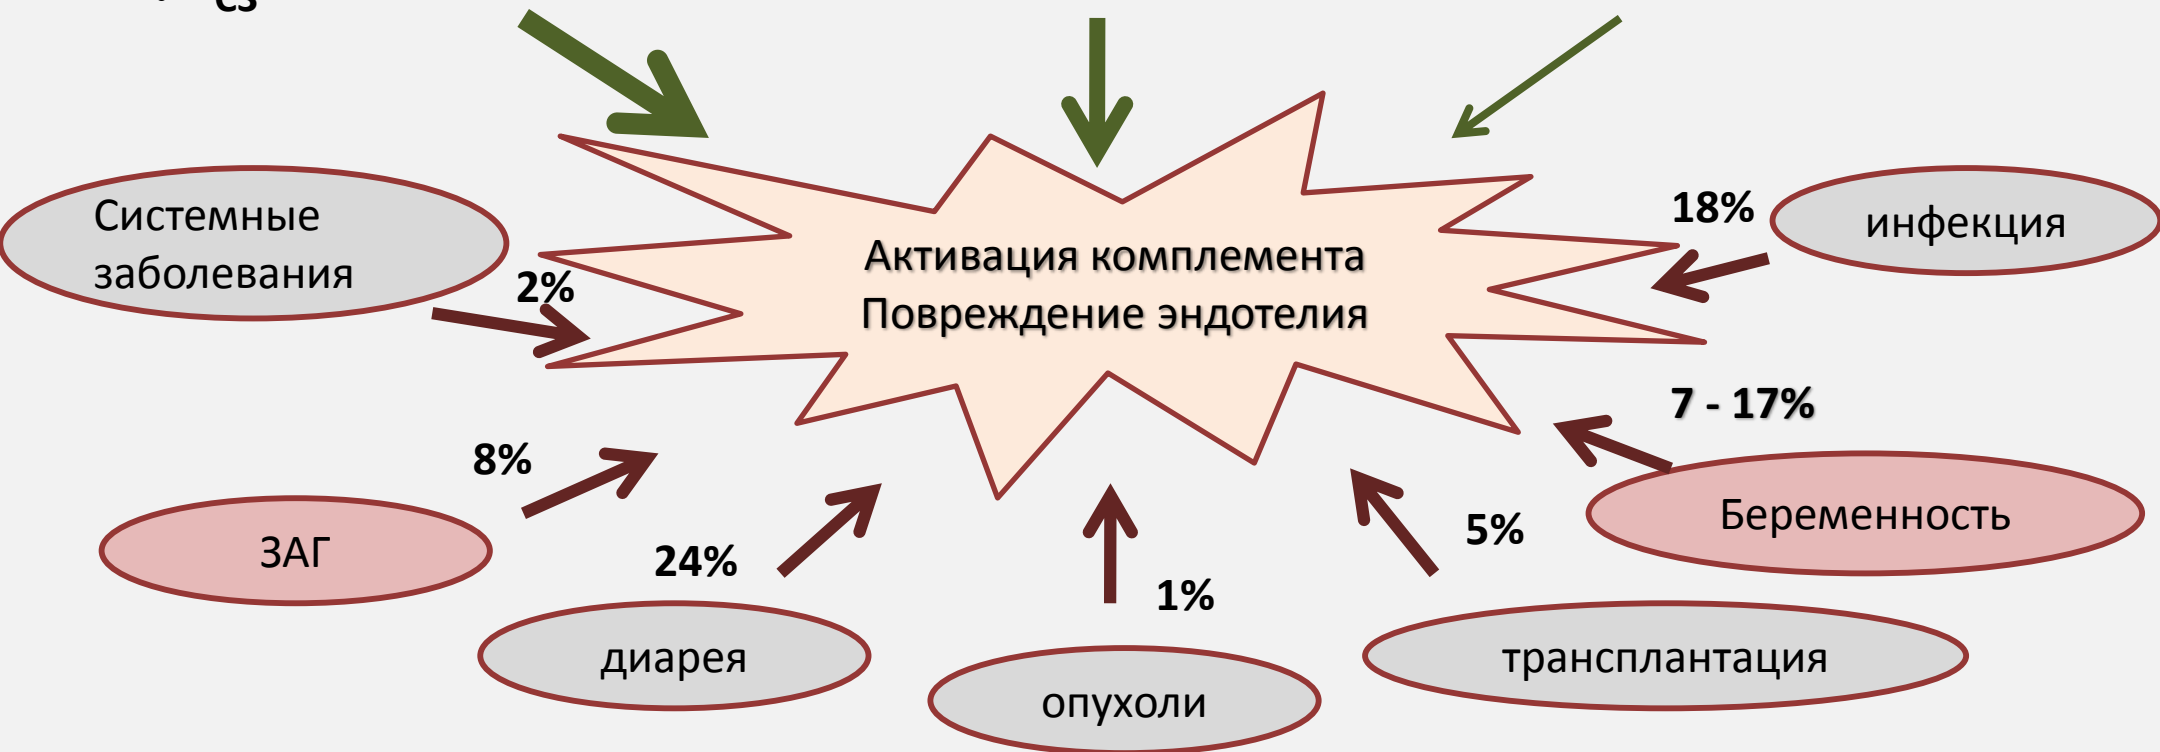 C3
Системные
заболевания
2%
Активация комплемента
Повреждение эндотелия
18%
инфекция
7 - 17%
Беременность
8%
ЗАГ
24%
диарея
1%
опухоли
5%
трансплантация